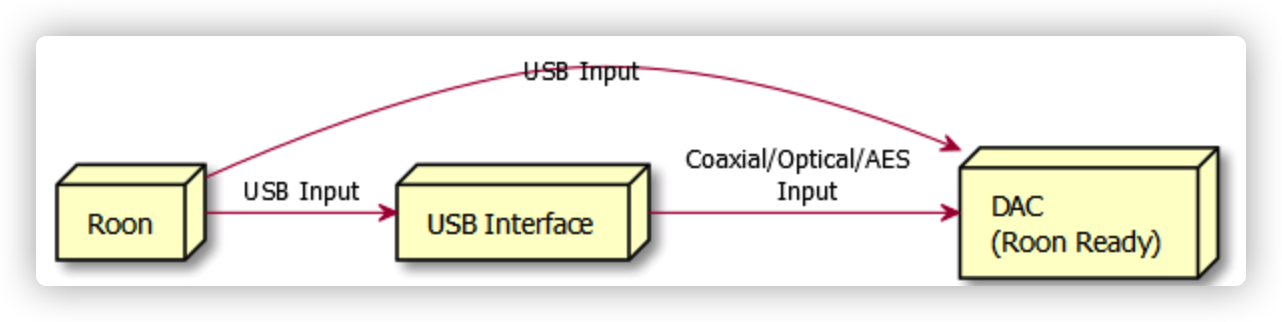 USB Input
Coaxial/Optical/AES
Input
USB Input
Roon
USB Interface
DAC
(Roon Ready)